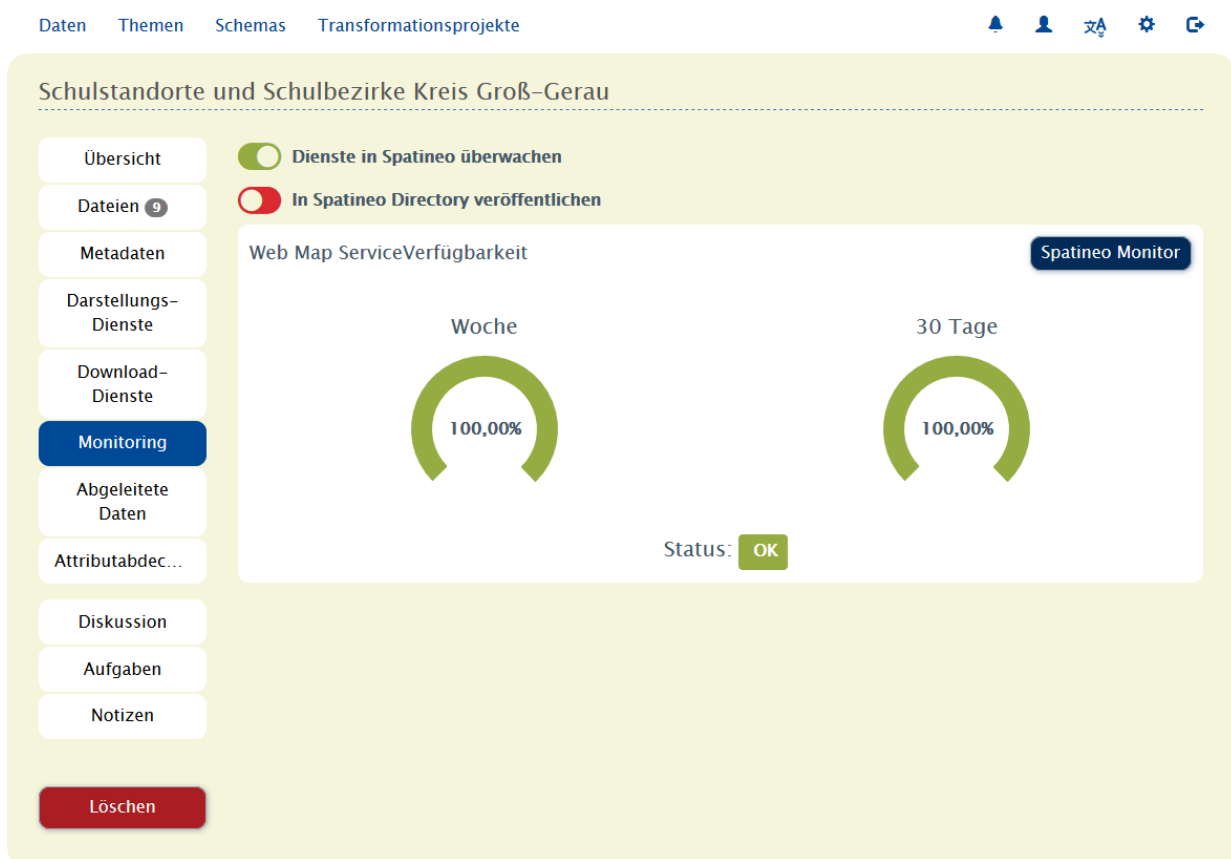 Daten Themen Schemas Transformationsprojekte
Schulstandorte und Schulbezirke Kreis Groß-Gerau
Übersicht
Dateien 9
Metadaten
Darstellungs-
Dienste
Download-
Dienste
Monitoring
Abgeleitete
Daten
Attributabdec...
Diskussion
Aufgaben
Notizen
Löschen
Dienste in Spatineo überwachen
In Spatineo Directory veröffentlichen
Web Map ServiceVerfügbarkeit
Spatineo Monitor
Woche
100,00%
30 Tage
100,00%
Status: OK